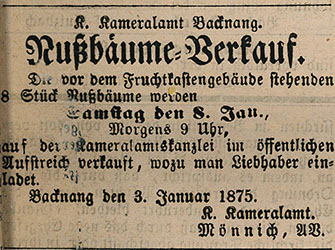 K. Kameralamt Backnang.
Nußbäume-Verkauf.
Die vor dem Fruchtkastengebäude stehenden
8 Stück Nußbäume werden
Samstag den 8. Jan.,
Morgens 9 Uhr,
auf der Kameralamtskanzlei im öffentlichen
Aufstreich verkauft, wozu man Liebhaber ein-
ladet.
Backnang den 3. Januar 1875.
K. Kameralamt.
Mönnich, AV.